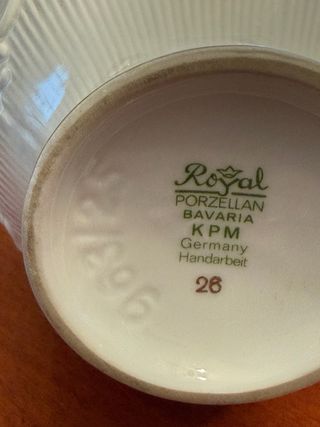 Royal
PORZELLAN
BAVARIA
KPM
Germany
Handarbeit
26